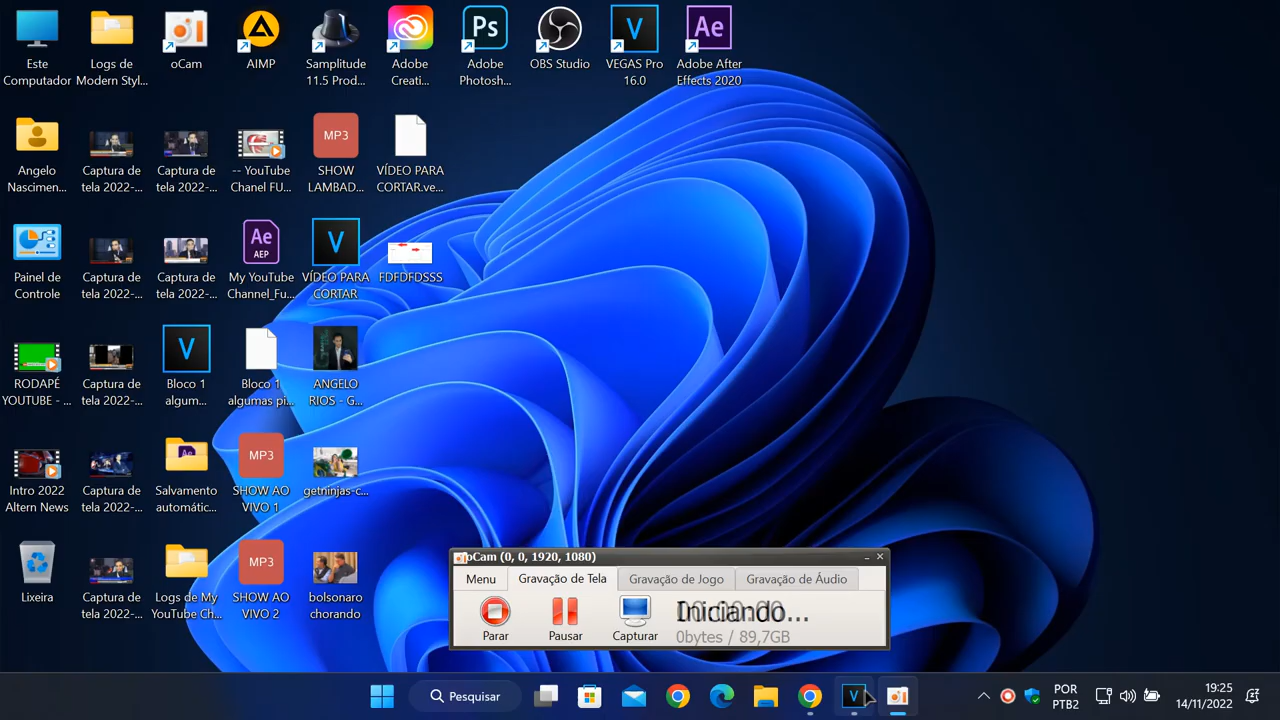 Este
Computador
Logs de
Modern Styl...
oCam
AIMP
Samplitude
11.5 Prod...
Adobe
Creati...
Ps
Adobe
Photosh...
OBS Studio
V
VEGAS Pro
16.0
Ae
Adobe After
Effects 2020
Angelo
Nascimen...
Captura de
tela 2022-...
Captura de
tela 2022-...
-- YouTube
Chanel FU...
MP3
SHOW
LAMBAD...
VÍDEO PARA
CORTAR.ve...
Painel de
Controle
Captura de
tela 2022-...
Captura de
tela 2022-...
Ae
AEP
My YouTube
Channel_Fu...
V
VÍDEO PARA
CORTAR
FDFDFDSSS
RODAPÉ
YOUTUBE - ...
Captura de
tela 2022-...
V
Bloco 1
algum...
Bloco 1
algumas pi...
ANGELO
RIOS - G...
Intro 2022
Altern News
Captura de
tela 2022-...
Ae
Salvamento
automátic...
MP3
SHOW AO
VIVO 1
getninjas-c...
Lixeira
Captura de
tela 2022-...
Logs de My
YouTube Ch...
MP3
SHOW AO
VIVO 2
bolsonaro
chorando
oCam (0, 0, 1920, 1080)
Menu
Gravação de Tela
Gravação de Jogo
Gravação de Áudio
Parar
Pausar
Capturar
Iniciando...
0bytes / 89,7GB
Pesquisar
V
POR
PTB2
19:25
14/11/2022